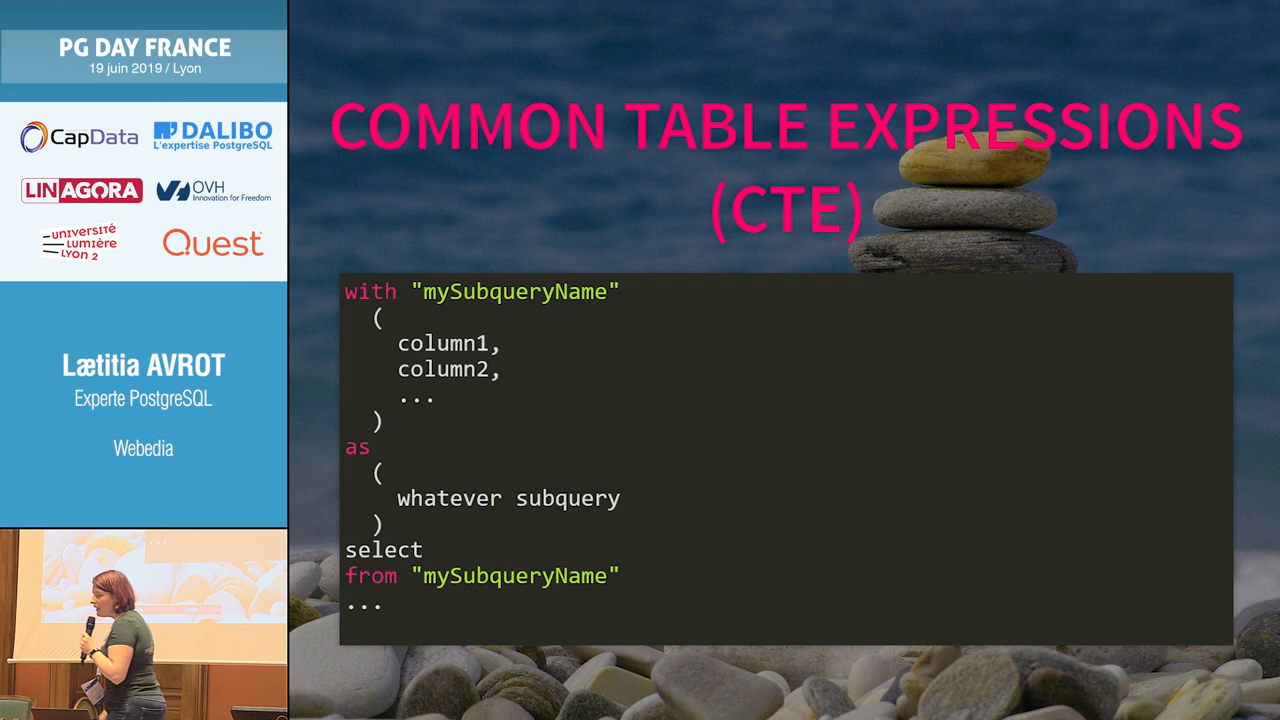 PG DAY FRANCE
19 juin 2019 / Lyon
CapData
DALIBO
L'expertise PostgreSQL
LINAGORA
OVH
Innovation for Freedom
UNIVERSITÉ
LUMIÈRE
LYON 2
Quest
Lætitia AVROT
Experte PostgreSQL
Webedia
COMMON TABLE EXPRESSIONS
(CTE)
with "mySubqueryName"
(
column1,
column2,
...
)
as
(
whatever subquery
)
select
from "mySubqueryName"
...